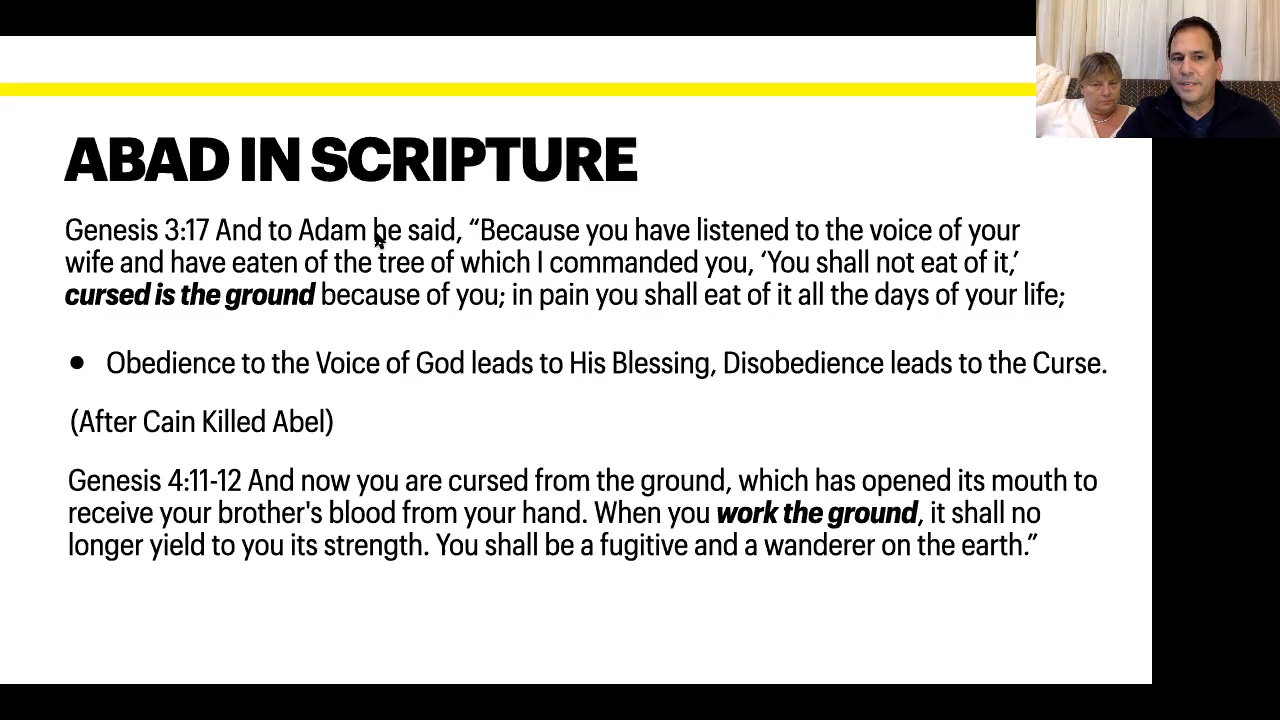 ABAD IN SCRIPTURE
Genesis 3:17 And to Adam he said, “Because you have listened to the voice of your
wife and have eaten of the tree of which I commanded you, ‘You shall not eat of it,’
cursed is the ground because of you; in pain you shall eat of it all the days of your life;
• Obedience to the Voice of God leads to His Blessing, Disobedience leads to the Curse.
(After Cain Killed Abel)
Genesis 4:11-12 And now you are cursed from the ground, which has opened its mouth to
receive your brother's blood from your hand. When you work the ground, it shall no
longer yield to you its strength. You shall be a fugitive and a wanderer on the earth.”